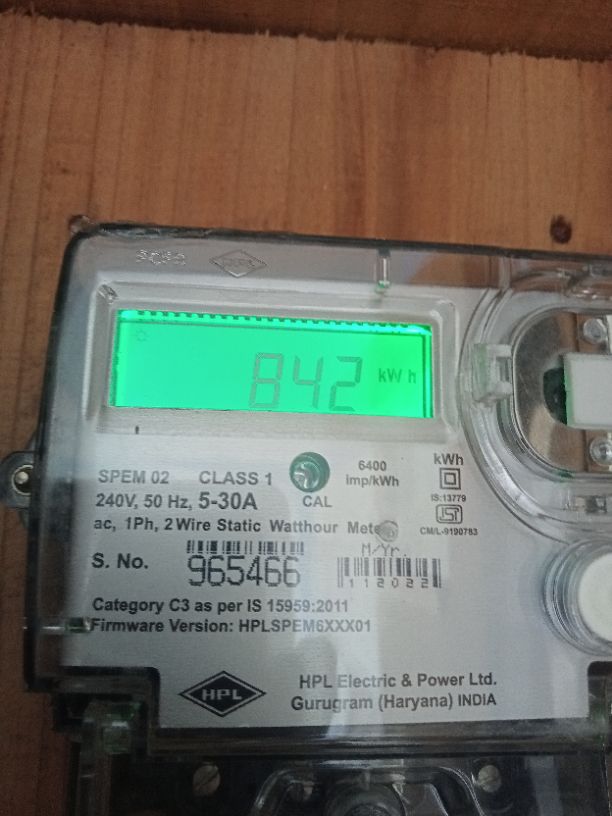 842 kWh
SPEM 02 CLASS 1
240V, 50 Hz, 5-30A
CAL
6400
imp/kWh
kWh
IS:13779
CM/L-9190783
ac, 1Ph, 2 Wire Static Watthour Meter
M/Yr.
S. No. 965466
112022
Category C3 as per IS 15959:2011
Firmware Version: HPLSPEM6XXX01
HPL
HPL Electric & Power Ltd.
Gurugram (Haryana) INDIA